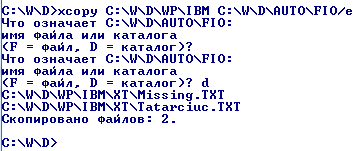 C:\W\D>xcopy C:\W\D\WP\IBM C:\W\D\AUTO\FIO/e
Что означает C:\W\D\AUTO\FIO:
имя файла или каталога
(F = файл, D = каталог)?
Что означает C:\W\D\AUTO\FIO:
имя файла или каталога
(F = файл, D = каталог)? d
C:\W\D\WP\IBM\XT\Missing.TXT
C:\W\D\WP\IBM\XT\Tatarciuc.TXT
Скопировано файлов: 2.
C:\W\D>